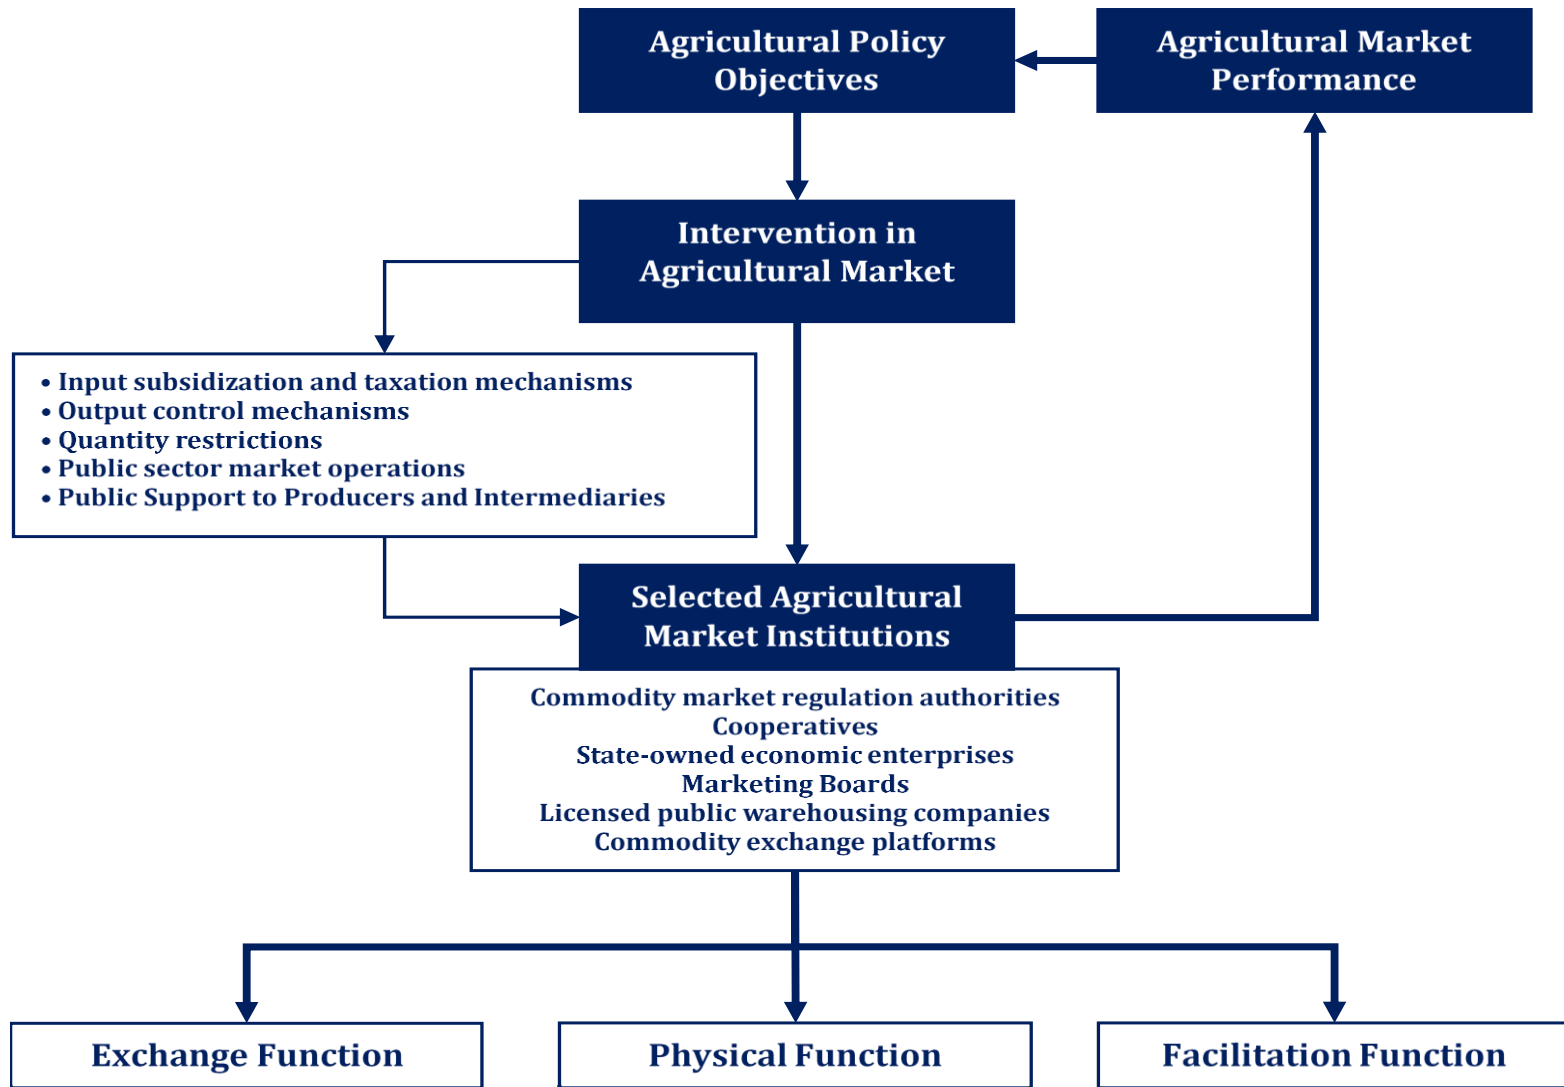 Agricultural Policy
Objectives
Agricultural Market
Performance
Intervention in
Agricultural Market
• Input subsidization and taxation mechanisms
• Output control mechanisms
• Quantity restrictions
• Public sector market operations
• Public Support to Producers and Intermediaries
Selected Agricultural
Market Institutions
Commodity market regulation authorities
Cooperatives
State-owned economic enterprises
Marketing Boards
Licensed public warehousing companies
Commodity exchange platforms
Exchange Function
Physical Function
Facilitation Function